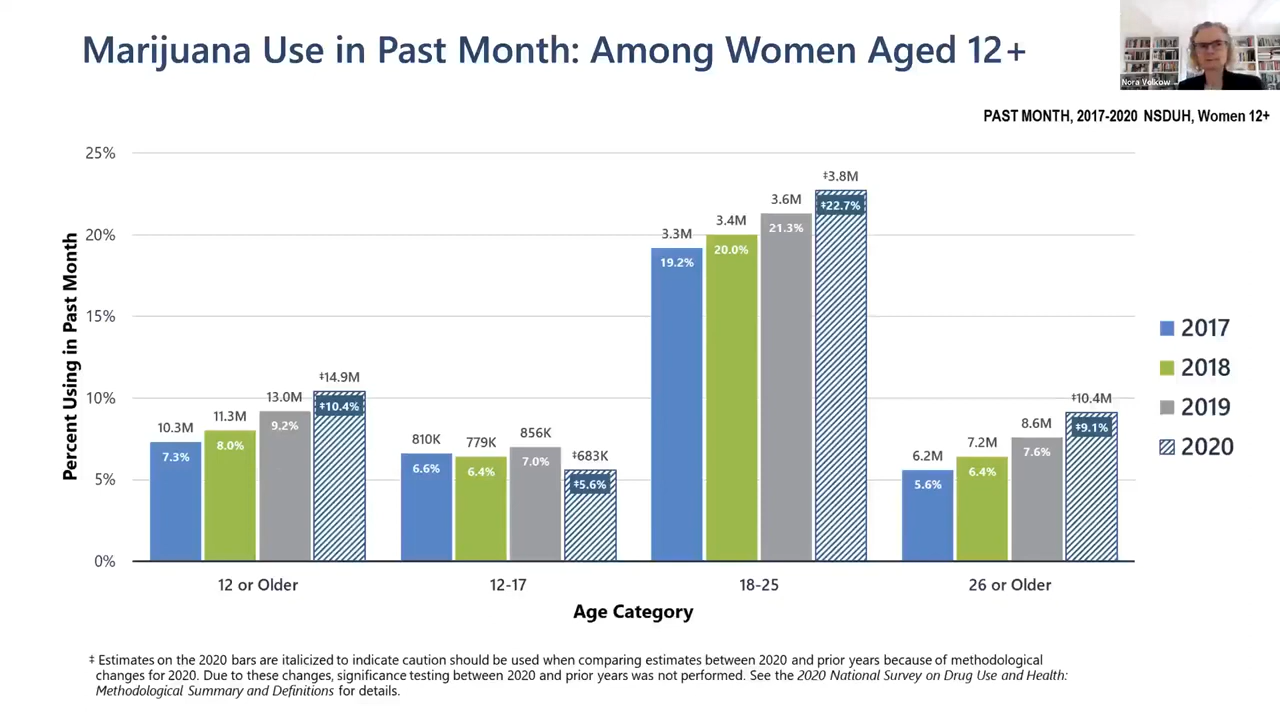 Marijuana Use in Past Month: Among Women Aged 12+
Nora Volkow
PAST MONTH, 2017-2020 NSDUH, Women 12+
Percent Using in Past Month
25%
20%
15%
10%
5%
0%
10.3M
7.3%
11.3M
8.0%
13.0M
9.2%
‡14.9M
‡10.4%
810K
6.6%
779K
6.4%
856K
7.0%
‡683K
‡5.6%
3.3M
19.2%
3.4M
20.0%
3.6M
21.3%
‡3.8M
‡22.7%
6.2M
5.6%
7.2M
6.4%
8.6M
7.6%
‡10.4M
‡9.1%
12 or Older
12-17
18-25
26 or Older
Age Category
2017
2018
2019
2020
‡ Estimates on the 2020 bars are italicized to indicate caution should be used when comparing estimates between 2020 and prior years because of methodological
changes for 2020. Due to these changes, significance testing between 2020 and prior years was not performed. See the 2020 National Survey on Drug Use and Health:
Methodological Summary and Definitions for details.